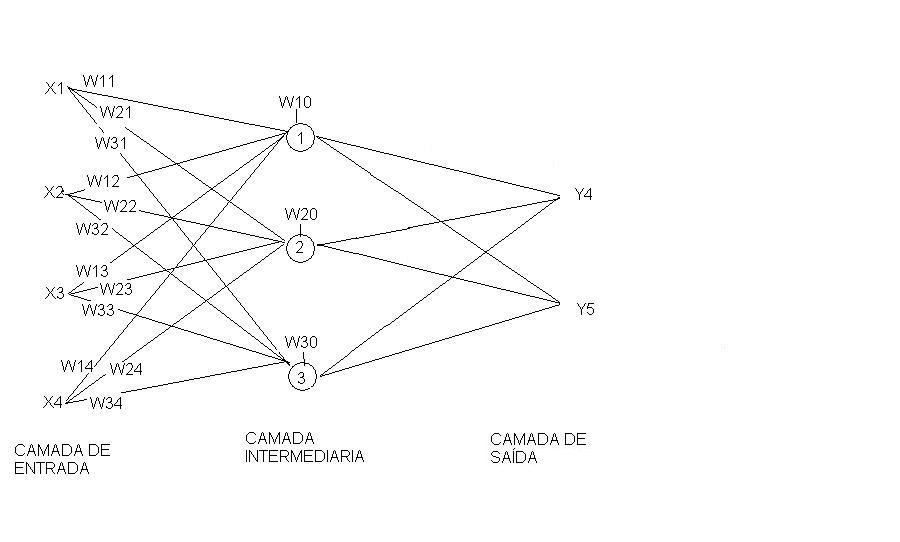 X1
W11
W21
W31
X2
W12
W22
W32
X3
W13
W23
W33
X4
W14
W24
W34
W10
1
W20
2
W30
3
Y4
Y5
CAMADA DE
ENTRADA
CAMADA
INTERMEDIARIA
CAMADA DE
SAÍDA